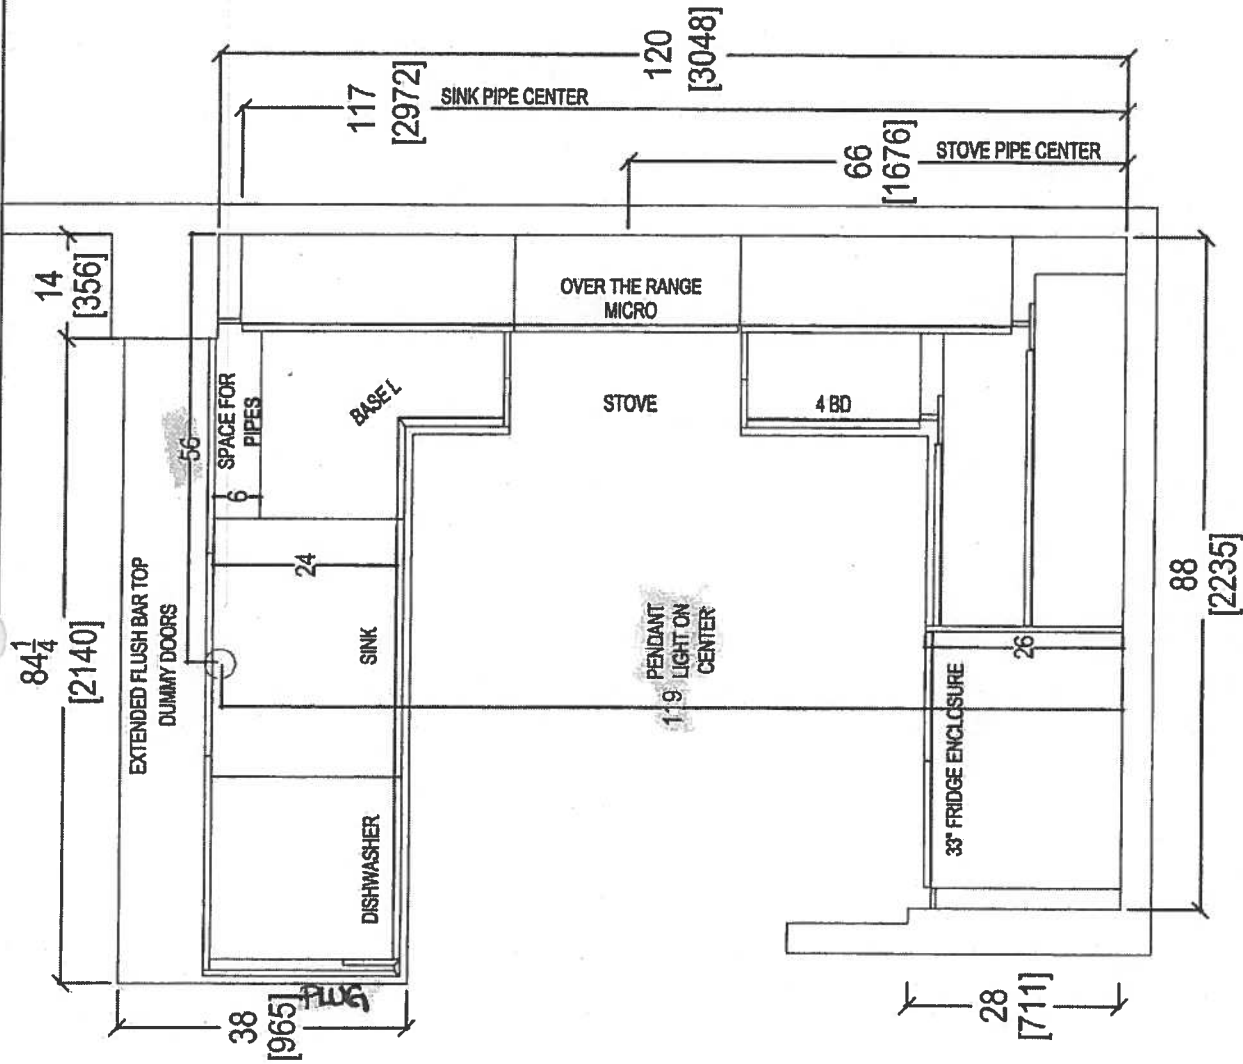 120
[3048]
117
[2972]
SINK PIPE CENTER
66
[1676]
STOVE PIPE CENTER
14
[356]
84 1/4
[2140]
56
SPACE FOR
PIPES
6
BASE L
OVER THE RANGE
MICRO
STOVE
4 BD
24
EXTENDED FLUSH BAR TOP
DUMMY DOORS
SINK
PENDANT
LIGHT ON
CENTER
119
26
33" FRIDGE ENCLOSURE
88
[2235]
DISHWASHER
PLUG
38
[965]
28
[711]